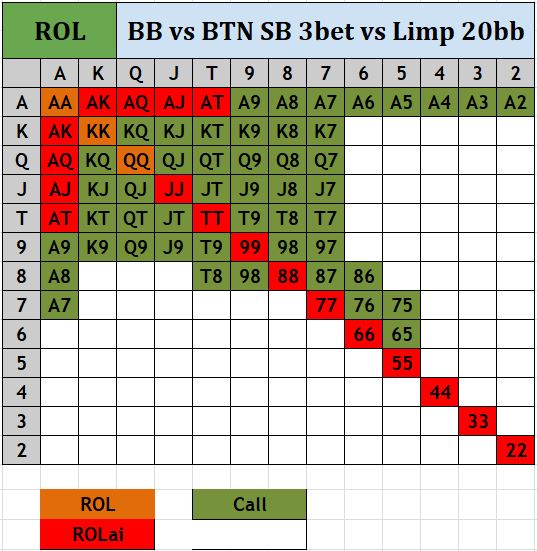 ROL BB vs BTN SB 3bet vs Limp 20bb
A K Q J T 9 8 7 6 5 4 3 2
A AA AK AQ AJ AT A9 A8 A7 A6 A5 A4 A3 A2
K AK KK KQ KJ KT K9 K8 K7
Q AQ KQ QQ QJ QT Q9 Q8 Q7
J AJ KJ QJ JJ JT J9 J8 J7
T AT KT QT JT TT T9 T8 T7
9 A9 K9 Q9 J9 T9 99 98 97
8 A8 T8 98 88 87 86
7 A7 77 76 75
6 66 65
5 55
4 44
3 33
2 22
ROL Call
ROLai